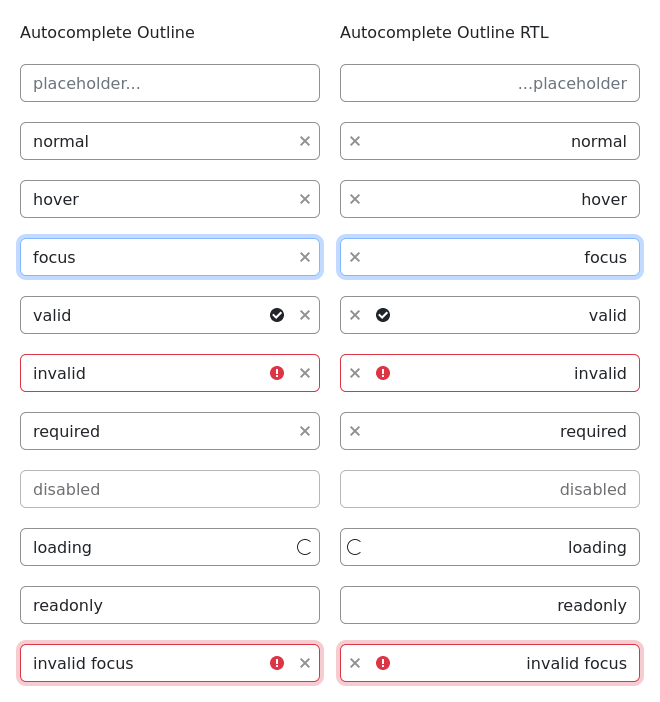 Autocomplete Outline
placeholder...
normal
hover
focus
valid
invalid
required
disabled
loading
readonly
invalid focus
Autocomplete Outline RTL
...placeholder
normal
hover
focus
valid
invalid
required
disabled
loading
readonly
invalid focus